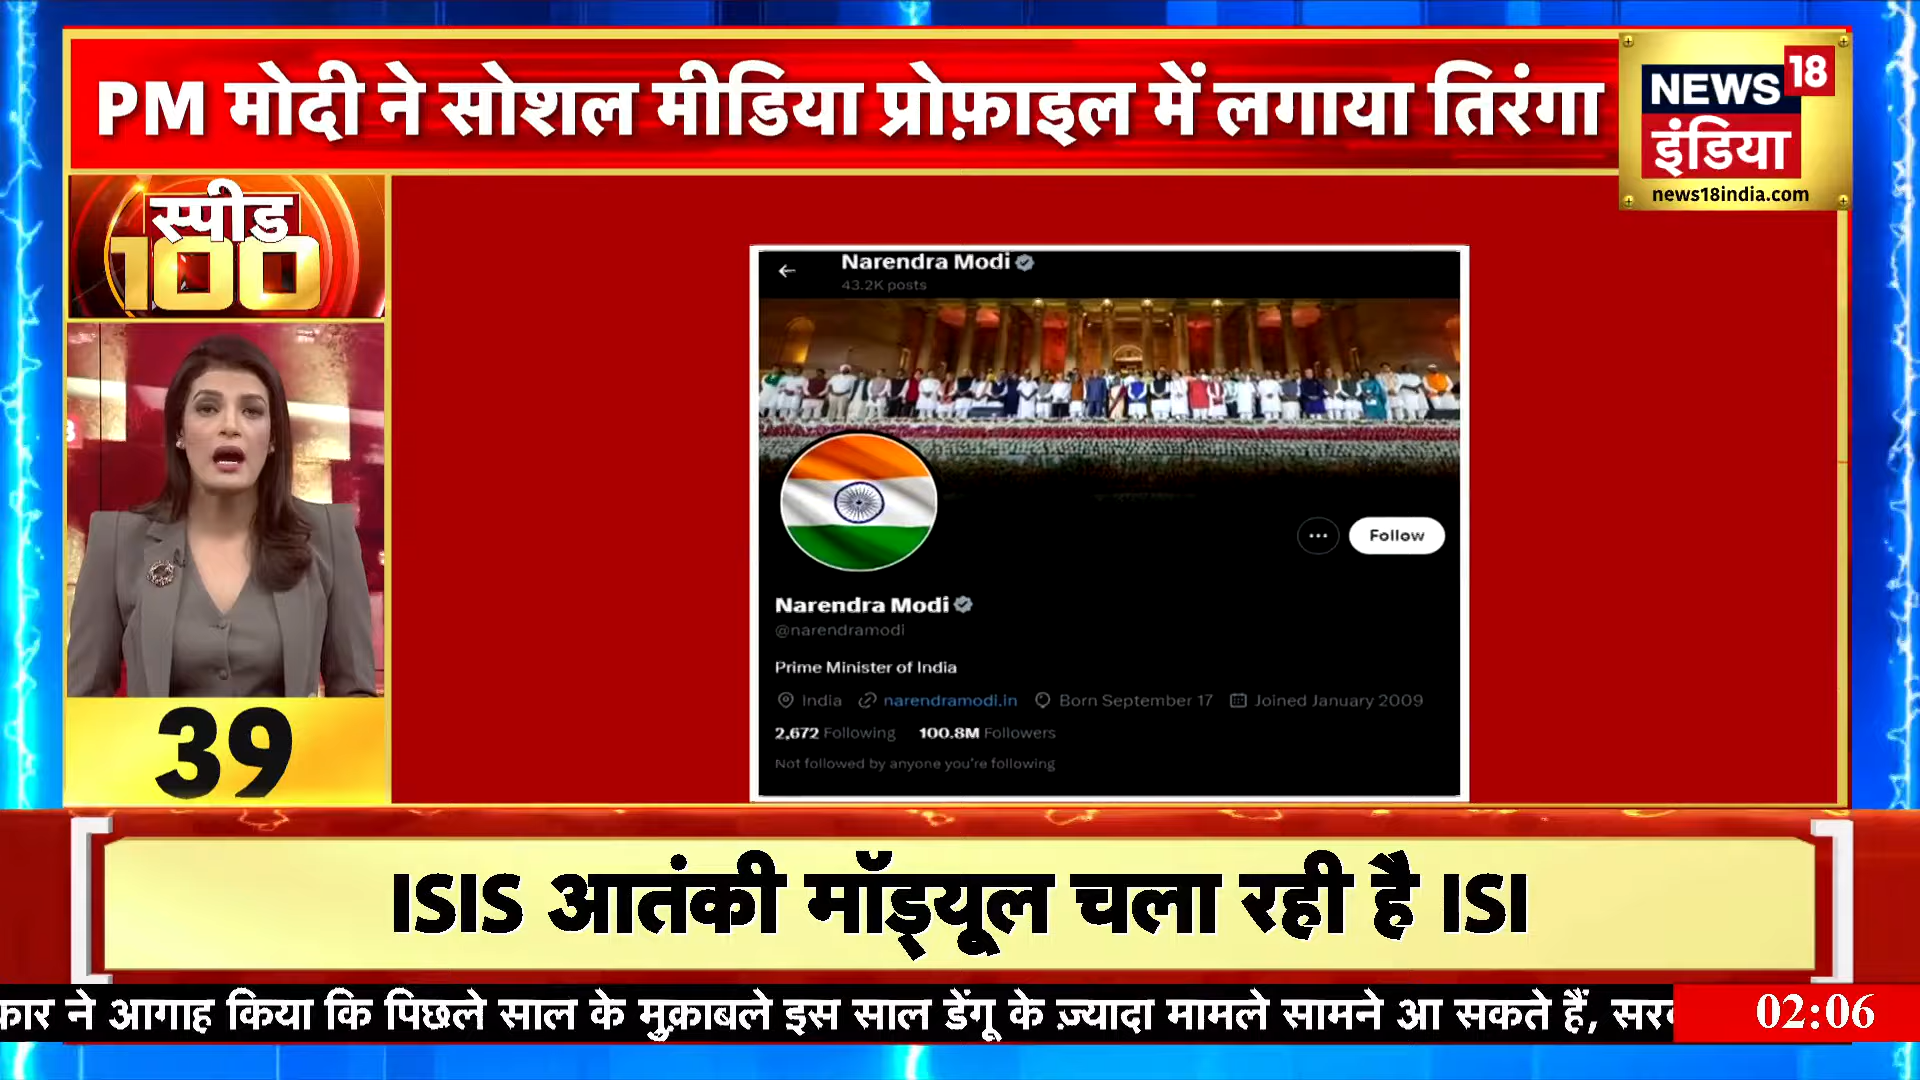 PM मोदी ने सोशल मीडिया प्रोफ़ाइल में लगाया तिरंगा
NEWS 18
इंडिया
news18india.com
स्पीड
100
Narendra Modi
43.2K posts
Follow
Narendra Modi
@narendramodi
Prime Minister of India
India narendramodi.in Born September 17 Joined January 2009
2,672 Following 100.8M Followers
Not followed by anyone you're following
39
ISIS आतंकी मॉड्यूल चला रही है ISI
ने आगाह किया कि पिछले साल के मुक़ाबले इस साल डेंगू के ज़्यादा मामले सामने आ सकते हैं,
02:06